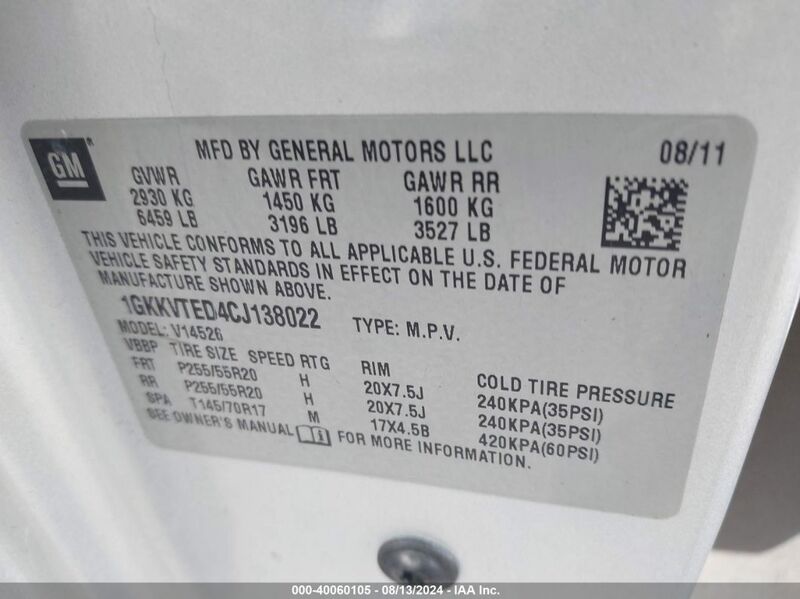 GM
MFD BY GENERAL MOTORS LLC 08/11
GVWR GAWR FRT GAWR RR
2930 KG 1450 KG 1600 KG
6459 LB 3196 LB 3527 LB
THIS VEHICLE CONFORMS TO ALL APPLICABLE U.S. FEDERAL MOTOR
VEHICLE SAFETY STANDARDS IN EFFECT ON THE DATE OF
MANUFACTURE SHOWN ABOVE.
1GKKVTED4CJ138022 TYPE: M.P.V.
MODEL: V14526
VBBP TIRE SIZE SPEED RTG RIM COLD TIRE PRESSURE
FRT P255/55R20 H 20X7.5J 240KPA(35PSI)
RR P255/55R20 H 20X7.5J 240KPA(35PSI)
SPA T145/70R17 M 17X4.5B 420KPA(60PSI)
SEE OWNER'S MANUAL FOR MORE INFORMATION.
000-40060105 - 08/13/2024 - IAA Inc.